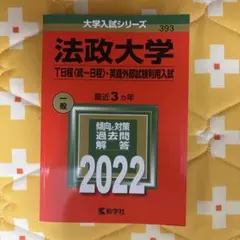 大学入試シリーズ
393
法政大学
T日程〈統一日程〉・英語外部試験利用入試
一般
最近3カ年
傾向と対策
過去問
解答
2022
教学社